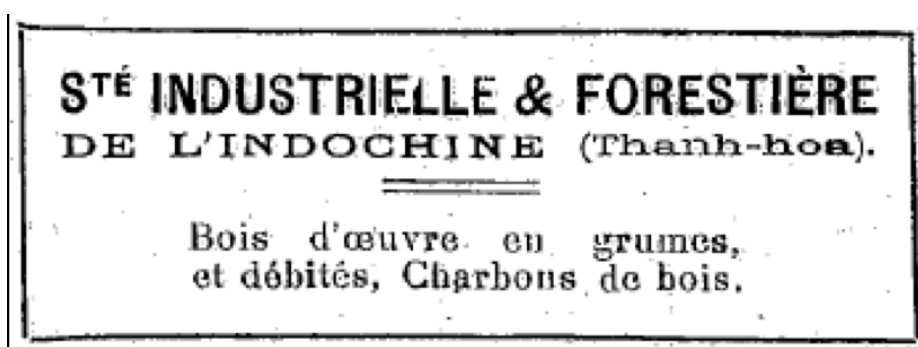 STÉ INDUSTRIELLE & FORESTIÈRE
DE L'INDOCHINE (Thanh-hoa).
Bois d'œuvre en grumes,
et débités, Charbons de bois.